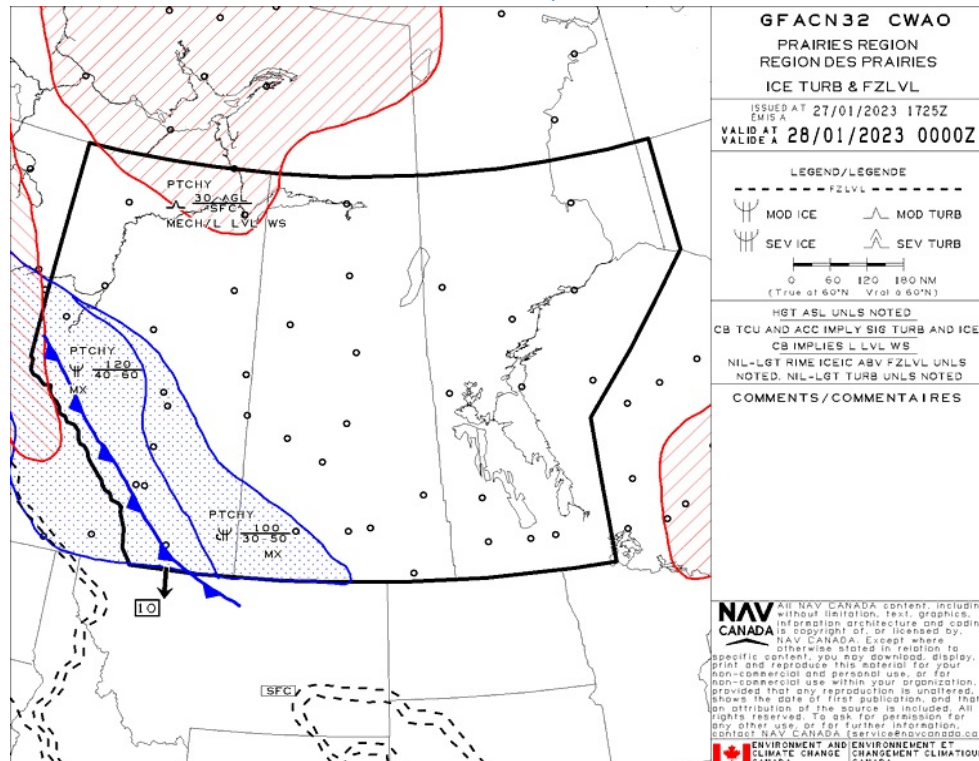 GFACN32 CWAO
PRAIRIES REGION
REGION DES PRAIRIES
ICE TURB & FZLVL
ISSUED AT 27/01/2023 1725Z
EMIS A
VALID AT 28/01/2023 0000Z
VALIDE A
LEGEND/LEGENDE
FZLVL
MOD ICE MOD TURB
SEV ICE SEV TURB
0 60 120 180 NM
(True at 60°N Vrai à 60°N)
HGT ASL UNLS NOTED
CB TCU AND ACC IMPLY SIG TURB AND ICE
CB IMPLIES L LVL WS
NIL-LGT RIME ICEIC ABV FZLVL UNLS
NOTED. NIL-LGT TURB UNLS NOTED
COMMENTS/COMMENTAIRES
PTCHY
30 AGL
SFC
MECH/L LVL WS
PTCHY
120
40-60
MX
PTCHY
100
30-50
MX
10
SFC
NAV
CANADA
All NAV CANADA content, including
without limitation, text, graphics,
information architecture and coding
is copyright of, or licensed by,
NAV CANADA. Except where
otherwise stated in relation to
specific content, you may download, display,
print and reproduce this material for your
non-commercial and personal use, or for
non-commercial use within your organization,
provided that any reproduction is unaltered,
shows the date of first publication, and that
an attribution of the source is included. All
rights reserved. To ask for permission for
any other use, or for further information,
contact NAV CANADA (service@navcanada.ca
ENVIRONMENT AND ENVIRONNEMENT ET
CLIMATE CHANGE CHANGEMENT CLIMATIQUE